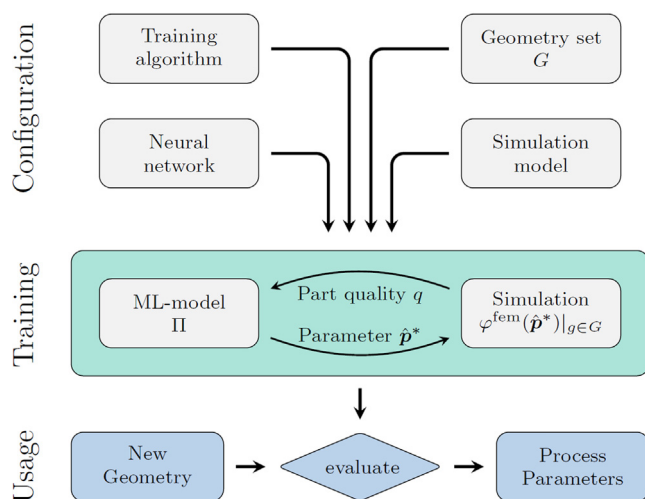 Configuration
Training
algorithm
Geometry set
G
Neural
network
Simulation
model
Training
ML-model
Π
Part quality q
Parameter p̂*
Simulation
φ^fem(p̂*)|_{g∈G}
Usage
New
Geometry
evaluate
Process
Parameters